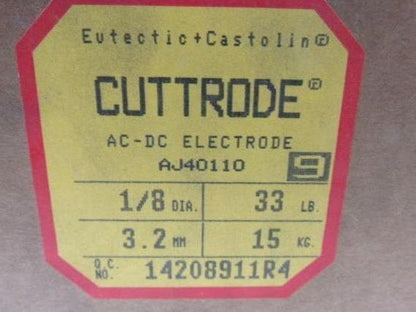 Eutectic+Castolin®
CUTTRODE®
AC-DC ELECTRODE
AJ40110 9
1/8 DIA. 33 LB.
3.2 MM 15 KG.
Q.C. NO. 14208911R4